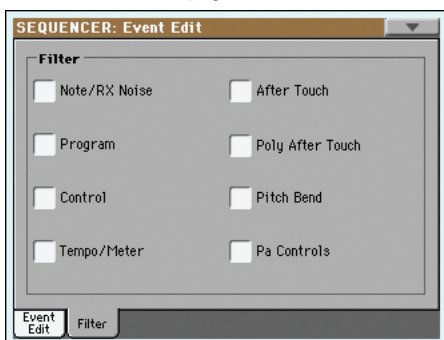 SEQUENCER: Event Edit
Filter
Note/RX Noise
After Touch
Program
Poly After Touch
Control
Pitch Bend
Tempo/Meter
Pa Controls
Event
Edit
Filter